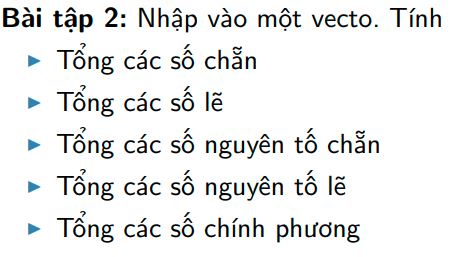 Bài tập 2: Nhập vào một vecto. Tính
Tổng các số chẵn
Tổng các số lẽ
Tổng các số nguyên tố chẵn
Tổng các số nguyên tố lẽ
Tổng các số chính phương